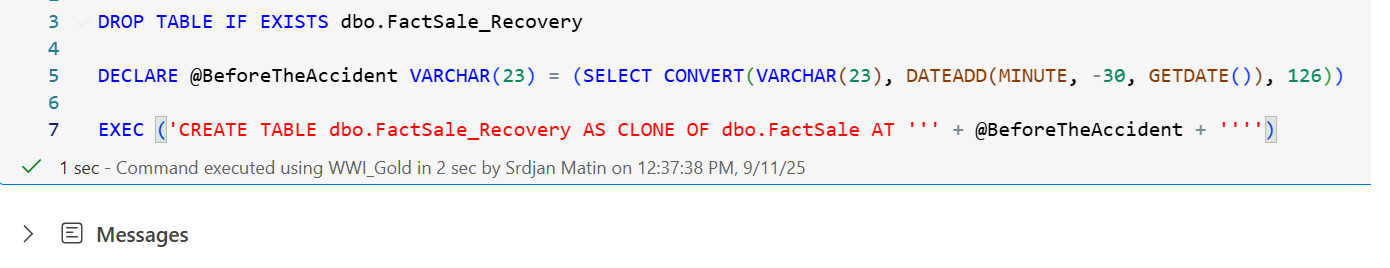 3 DROP TABLE IF EXISTS dbo.FactSale_Recovery
4
5 DECLARE @BeforeTheAccident VARCHAR(23) = (SELECT CONVERT(VARCHAR(23), DATEADD(MINUTE, -30, GETDATE()), 126))
6
7 EXEC ('CREATE TABLE dbo.FactSale_Recovery AS CLONE OF dbo.FactSale AT ''' + @BeforeTheAccident + '''')
1 sec - Command executed using WWI_Gold in 2 sec by Srdjan Matin on 12:37:38 PM, 9/11/25
Messages